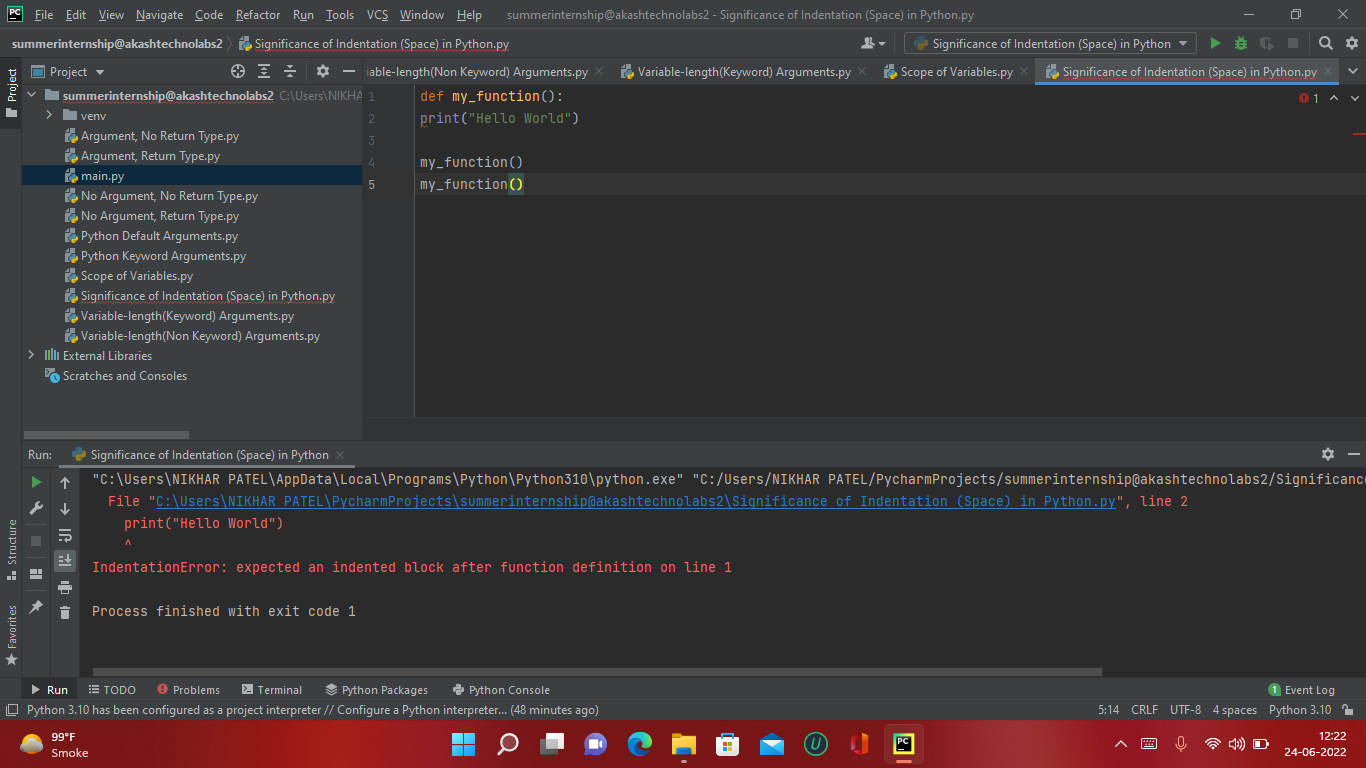 PC File Edit View Navigate Code Refactor Run Tools VCS Window Help summerinternship@akashtechnolabs2 - Significance of Indentation (Space) in Python.py
summerinternship@akashtechnolabs2 Significance of Indentation (Space) in Python.py Significance of Indentation (Space) in Python
Project iable-length(Non Keyword) Arguments.py Variable-length(Keyword) Arguments.py Scope of Variables.py Significance of Indentation (Space) in Python.py
Project
summerinternship@akashtechnolabs2 C:\Users\NIKHAR
venv
Argument, No Return Type.py
Argument, Return Type.py
main.py
No Argument, No Return Type.py
No Argument, Return Type.py
Python Default Arguments.py
Python Keyword Arguments.py
Scope of Variables.py
Significance of Indentation (Space) in Python.py
Variable-length(Keyword) Arguments.py
Variable-length(Non Keyword) Arguments.py
External Libraries
Scratches and Consoles
1 def my_function():
2 print("Hello World")
3
4 my_function()
5 my_function()
1
Run: Significance of Indentation (Space) in Python
"C:\Users\NIKHAR PATEL\AppData\Local\Programs\Python\Python310\python.exe" "C:/Users/NIKHAR PATEL/PycharmProjects/summerinternship@akashtechnolabs2/Significance
File "C:\Users\NIKHAR PATEL\PycharmProjects\summerinternship@akashtechnolabs2\Significance of Indentation (Space) in Python.py", line 2
print("Hello World")
^
IndentationError: expected an indented block after function definition on line 1
Process finished with exit code 1
Structure
Favorites
Run TODO Problems Terminal Python Packages Python Console 1 Event Log
Python 3.10 has been configured as a project interpreter // Configure a Python interpreter... (48 minutes ago) 5:14 CRLF UTF-8 4 spaces Python 3.10
99°F
Smoke
U
PC
12:22
24-06-2022